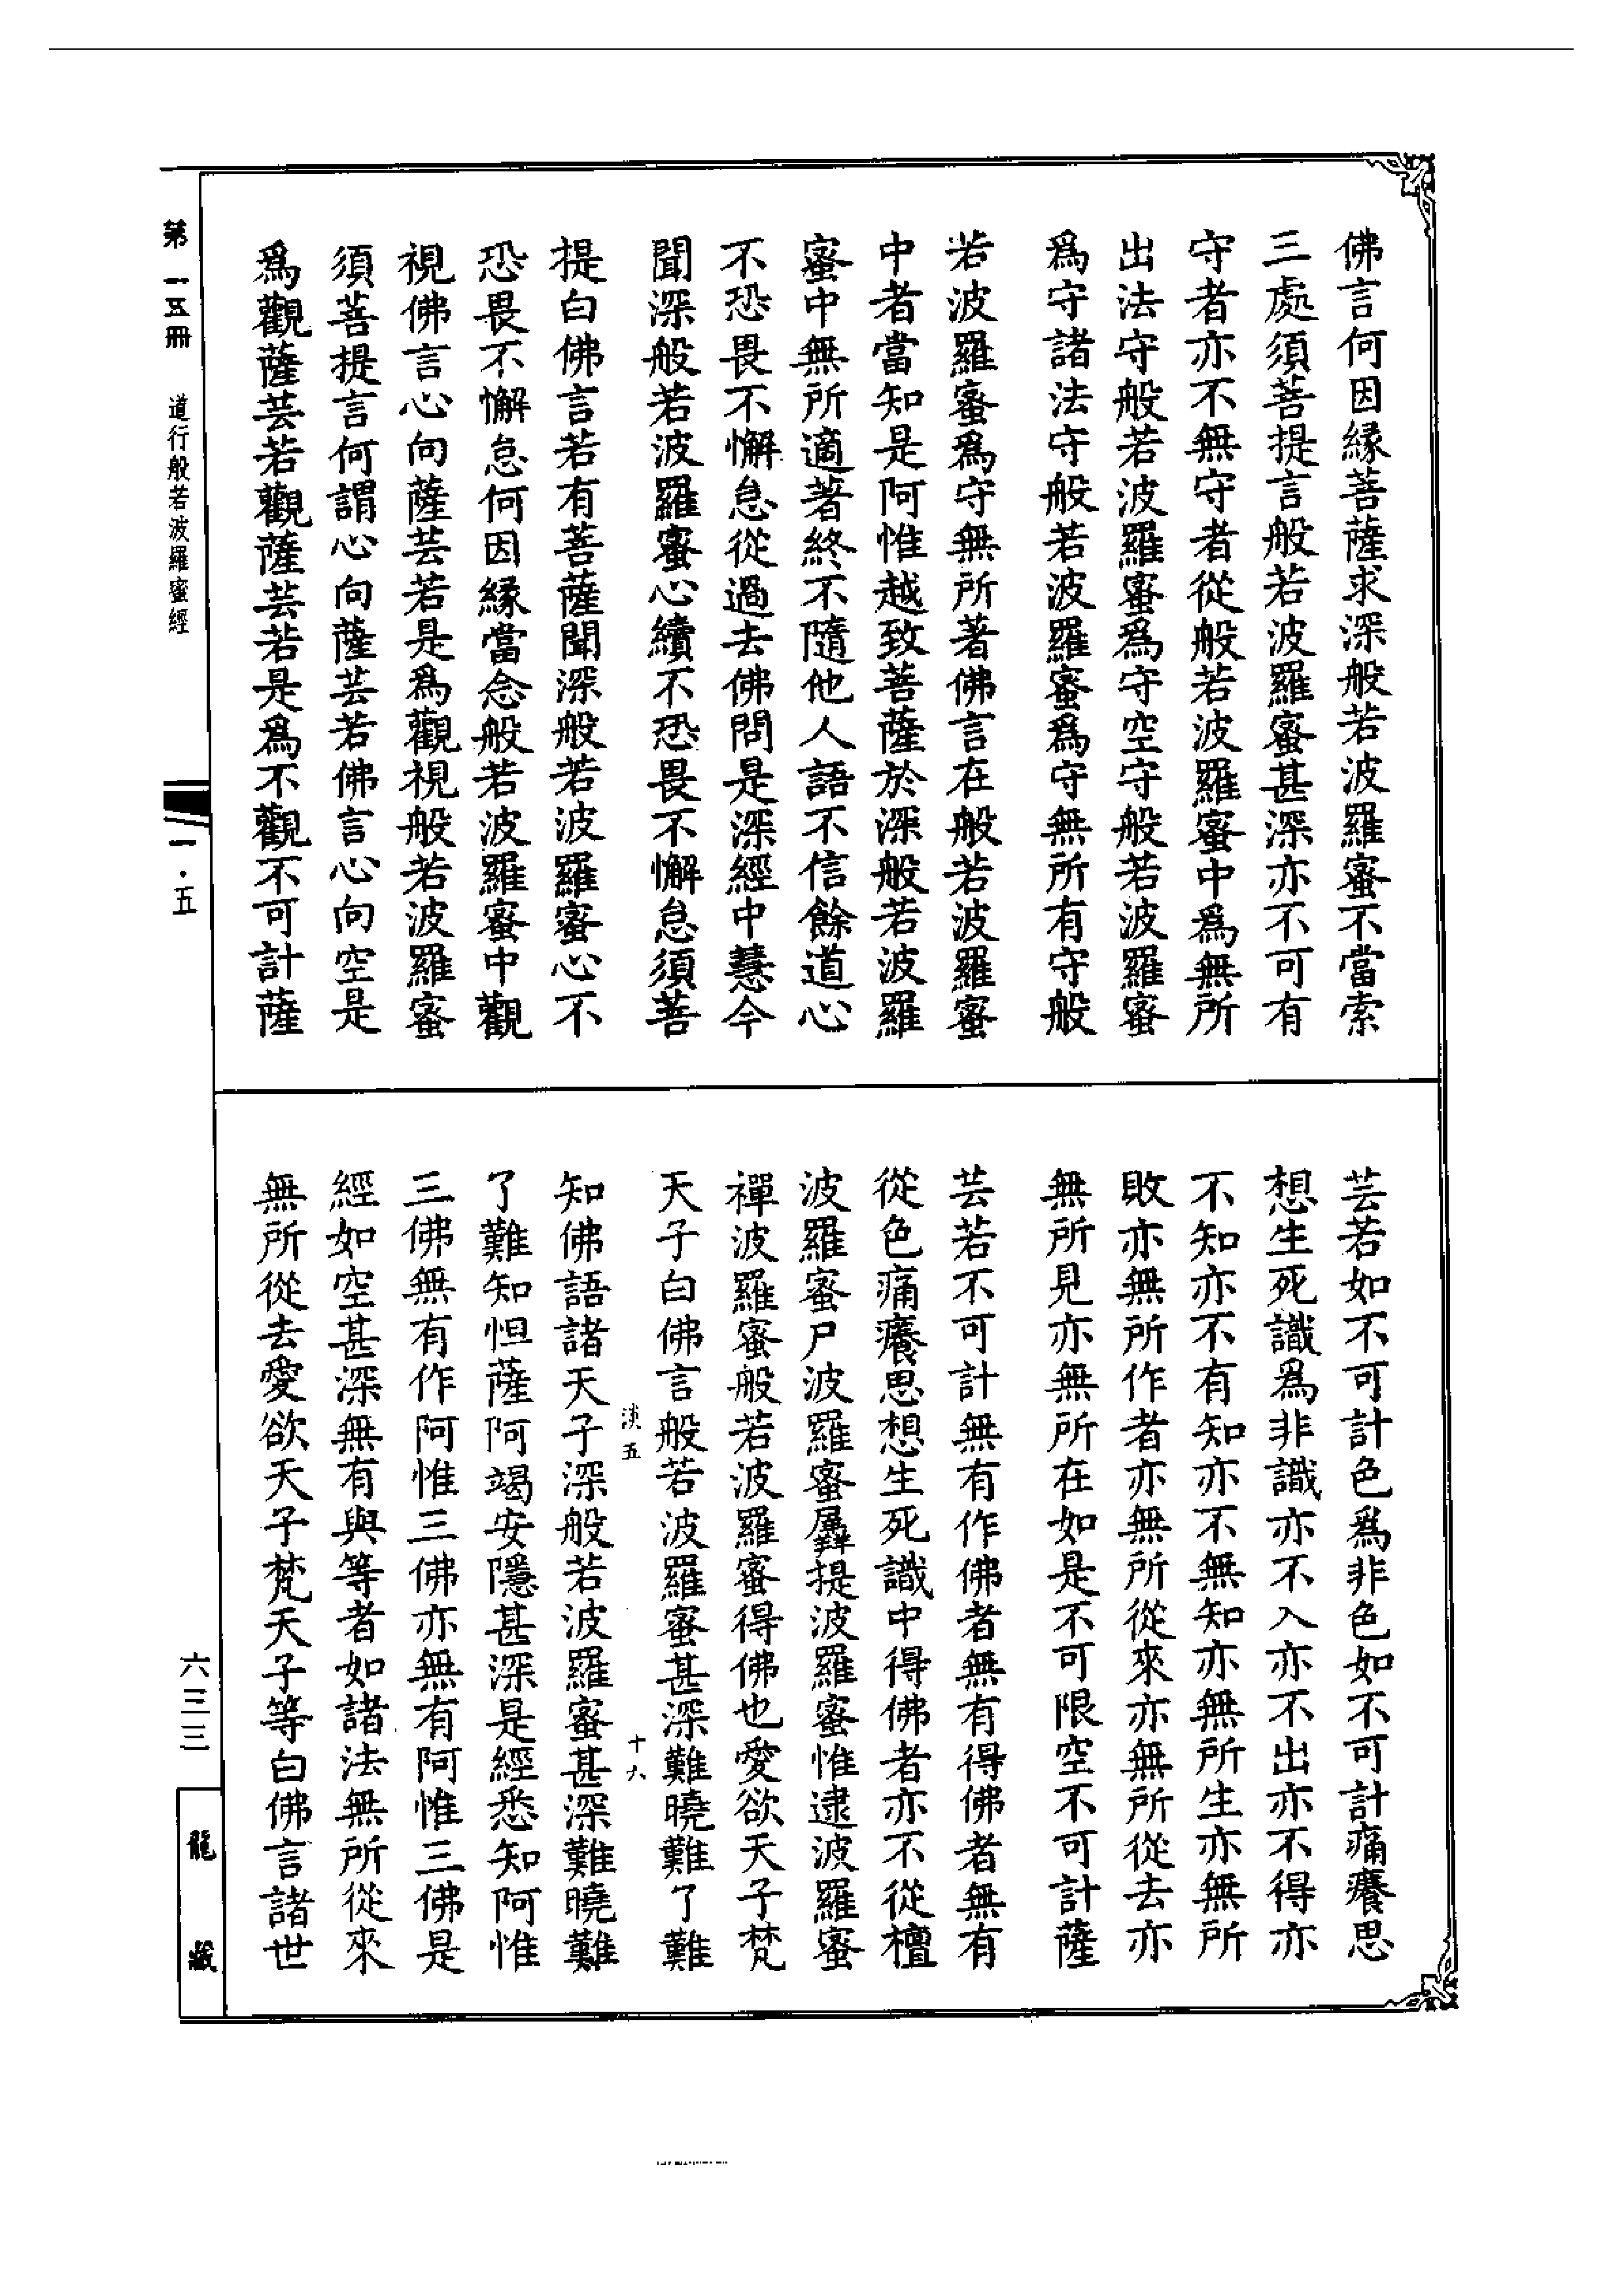 佛言何因緣菩薩求深般若波羅蜜不當索
三處須菩提言般若波羅蜜甚深亦不可有
守者亦不無守者從般若波羅蜜中爲無所
出法守般若波羅蜜爲守空守般若波羅蜜
爲守諸法守般若波羅蜜爲守無所有守般
若波羅蜜爲守無所著佛言在般若波羅蜜
中者當知是阿惟越致菩薩於深般若波羅
蜜中無所適著終不隨他人語不信餘道心
不恐畏不懈怠從過去佛問是深經中慧今
聞深般若波羅蜜心續不恐畏不懈怠須菩
提白佛言若有菩薩聞深般若波羅蜜心不
恐畏不懈怠何因緣當念般若波羅蜜中觀
視佛言心向薩芸若是爲觀視般若波羅蜜
須菩提言何謂心向薩芸若佛言心向空是
爲觀薩芸若觀薩芸若是爲不觀不可計薩
芸若如不可計色爲非色如不可計痛癢思
想生死識爲非識亦不入亦不出亦不得亦
不知亦不有知亦不無知亦無所生亦無所
敗亦無所作者亦無所從來亦無所從去亦
無所見亦無所在如是不可限空不可計薩
芸若不可計無有作佛者無有得佛者無有
從色痛癢思想生死識中得佛者亦不從檀
波羅蜜尸波羅蜜羼提波羅蜜惟逮波羅蜜
禪波羅蜜般若波羅蜜得佛也愛欲天子梵
天子白佛言般若波羅蜜甚深難曉難了難
淡五 十六
知佛語諸天子深般若波羅蜜甚深難曉難
了難知怛薩阿竭安隱甚深是經悉知阿惟
三佛無有作阿惟三佛亦無有阿惟三佛是
經如空甚深無有與等者如諸法無所從來
無所從去愛欲天子梵天子等白佛言諸世
第一五冊 道行般若波羅蜜經
一·五
六三三
龍藏